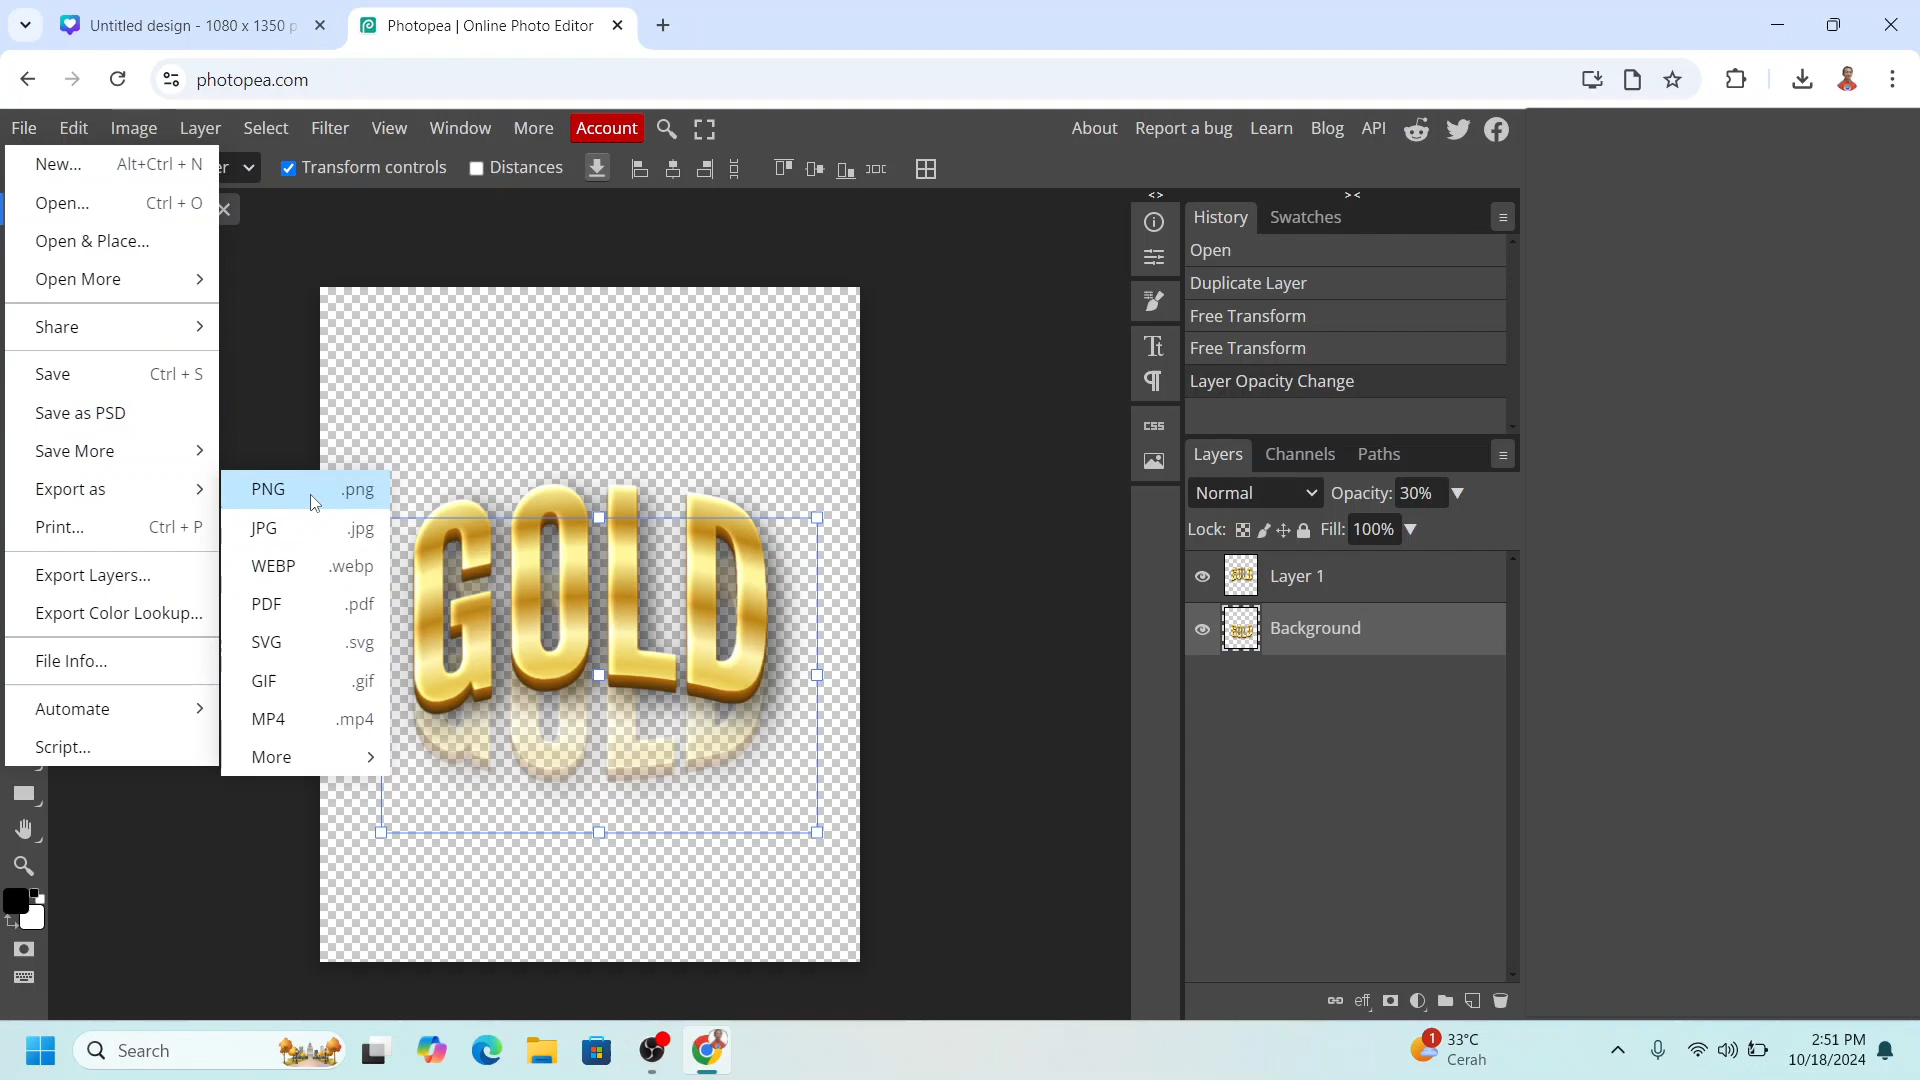 Untitled design - 1080 x 1350 p
Photopea | Online Photo Editor
photopea.com
File Edit Image Layer Select Filter View Window More Account
About Report a bug Learn Blog API
Transform controls Distances
New... Alt+Ctrl + N
Open... Ctrl + O
Open & Place...
Open More
Share
Save Ctrl + S
Save as PSD
Save More
Export as
Print... Ctrl + P
Export Layers...
Export Color Lookup...
File Info...
Automate
Script...
PNG .png
JPG .jpg
WEBP .webp
PDF .pdf
SVG .svg
GIF .gif
MP4 .mp4
More
GOLD
GOLD
History Swatches
Open
Duplicate Layer
Free Transform
Free Transform
Layer Opacity Change
CSS
Layers Channels Paths
Normal Opacity: 30%
Lock: Fill: 100%
Layer 1
Background
eff
Search
1
33°C
Cerah
2:51 PM
10/18/2024